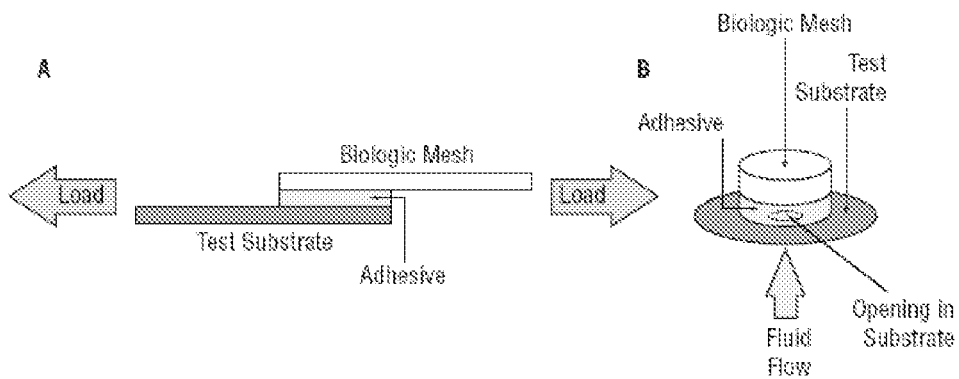 A
Load
Biologic Mesh
Test Substrate
Adhesive
Load
B
Biologic Mesh
Test
Substrate
Adhesive
Opening in
Substrate
Fluid
Flow